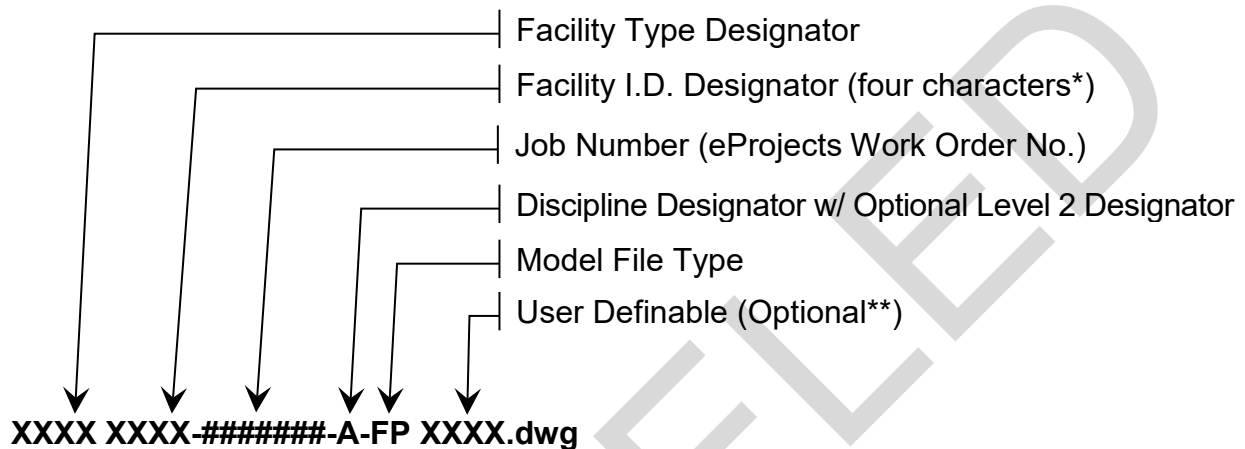 Facility Type Designator
Facility I.D. Designator (four characters*)
Job Number (eProjects Work Order No.)
Discipline Designator w/ Optional Level 2 Designator
Model File Type
User Definable (Optional**)
XXXX XXXX-#######-A-FP XXXX.dwg
ELED